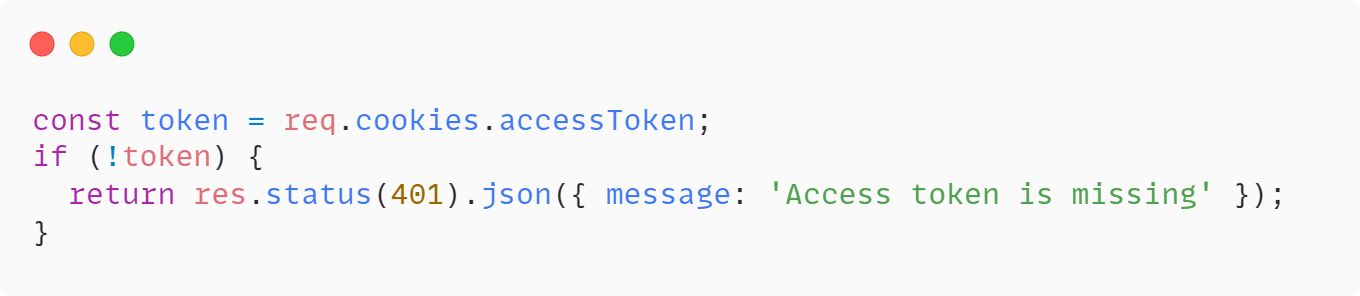 const token = req.cookies.accessToken;
if (!token) {
  return res.status(401).json({ message: 'Access token is missing' });
}